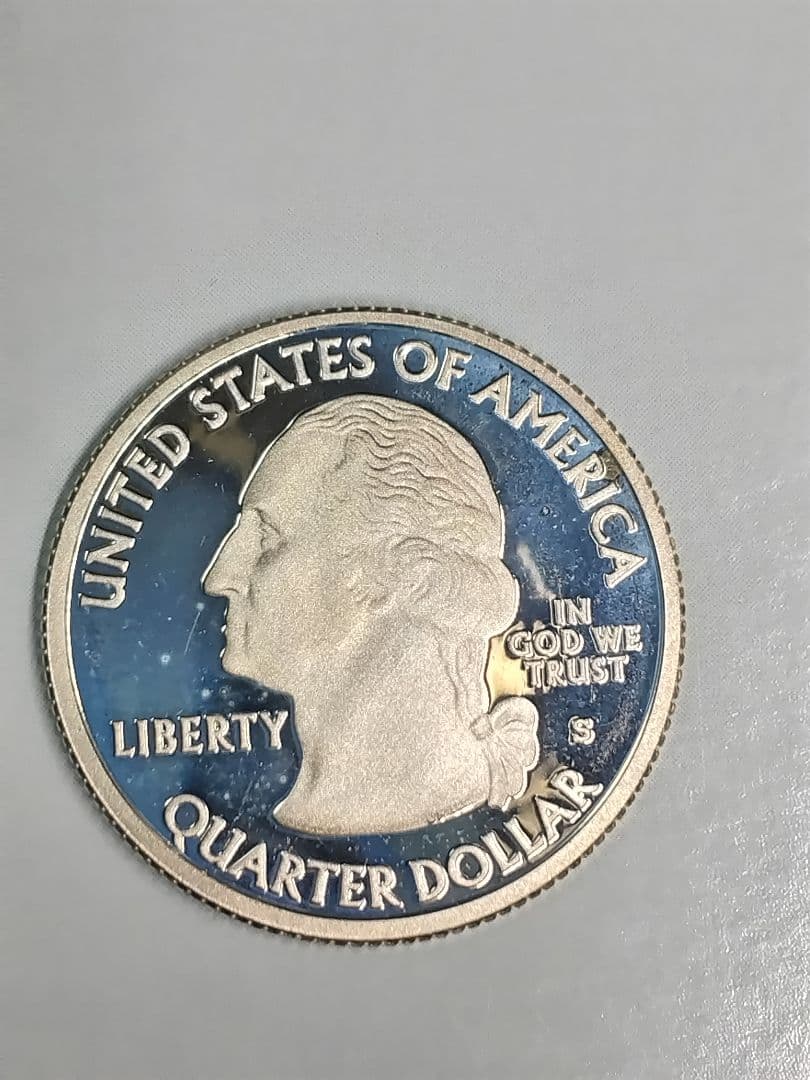 UNITED STATES OF AMERICA
LIBERTY
IN
GOD WE
TRUST
S
QUARTER DOLLAR